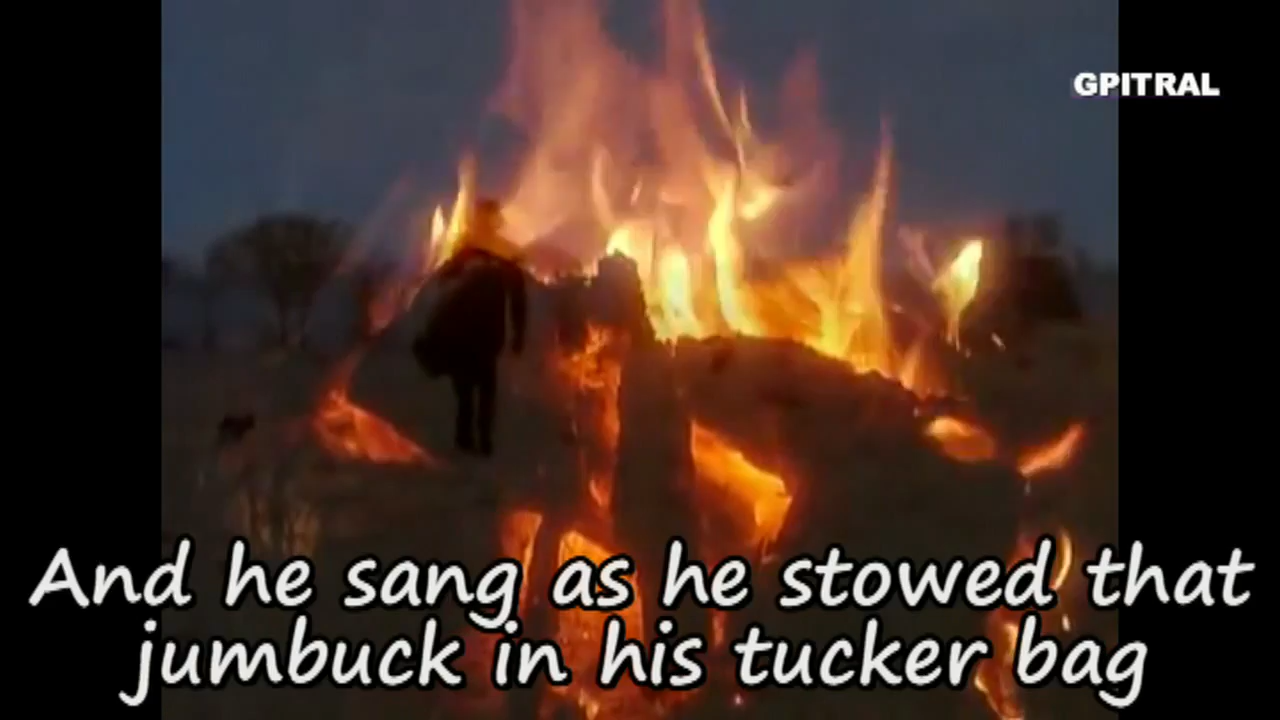 GPITRAL
And he sang as he stowed that
jumbuck in his tucker bag